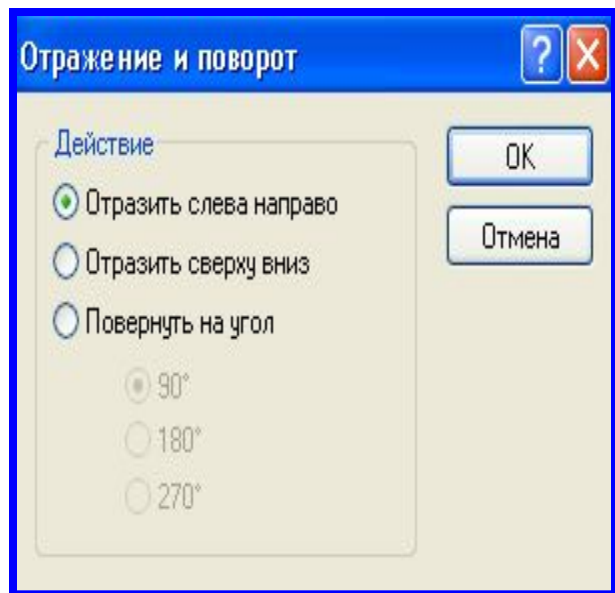 Отражение и поворот
Действие
Отразить слева направо
Отразить сверху вниз
Повернуть на угол
90°
180°
270°
OK
Отмена